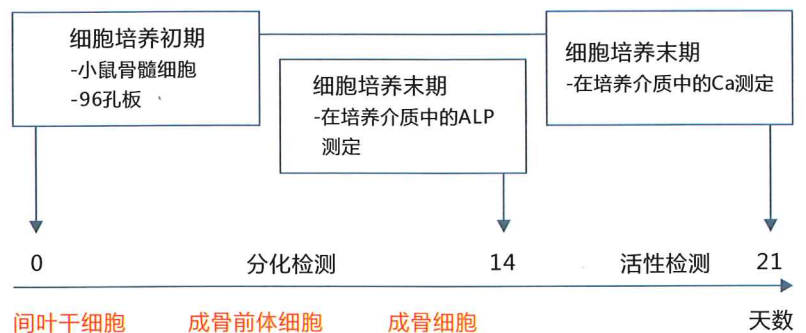 细胞培养初期
-小鼠骨髓细胞
-96孔板
细胞培养末期
-在培养介质中的ALP
测定
细胞培养末期
-在培养介质中的Ca测定
0
分化检测
14
活性检测
21
间叶干细胞
成骨前体细胞
成骨细胞
天数